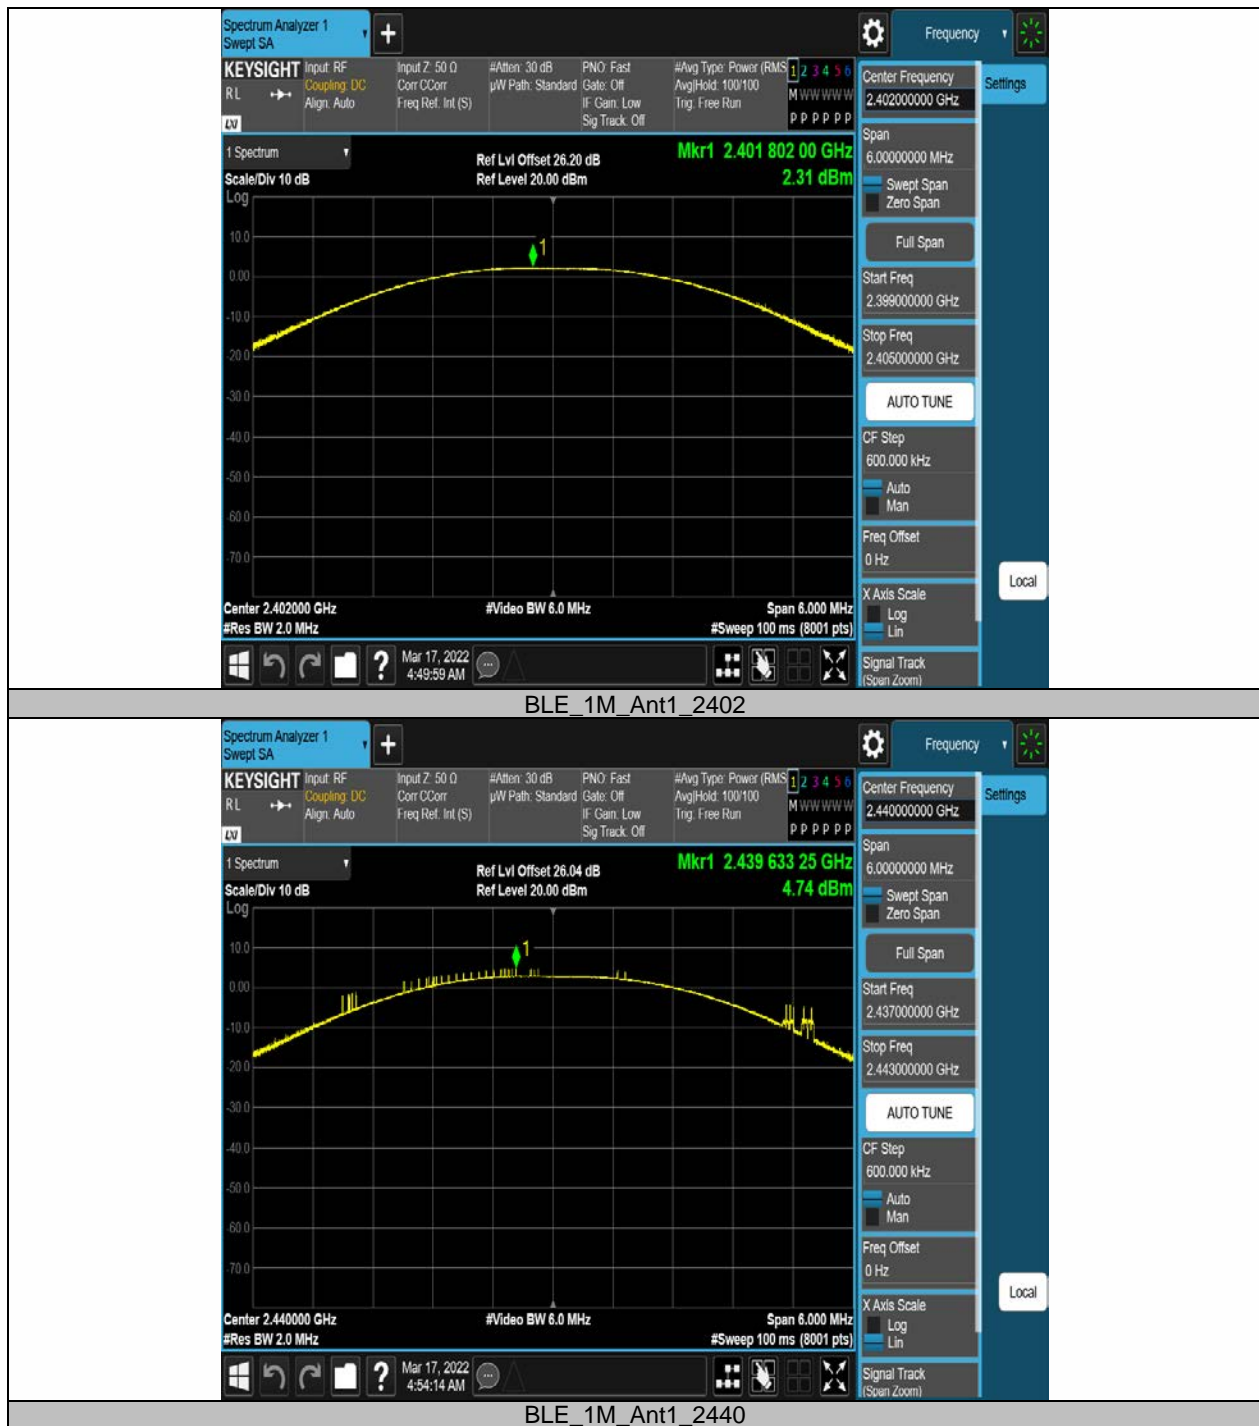 Spectrum Analyzer 1
Swept SA
Frequency
KEYSIGHT
RL
LXI
Input: RF
Coupling: DC
Align: Auto
Input Z: 50 Ω
Corr CCorr
Freq Ref: Int (S)
#Atten: 30 dB
µW Path: Standard
PNO: Fast
Gate: Off
IF Gain: Low
Sig Track: Off
#Avg Type: Power (RMS
Avg|Hold: 100/100
Trig: Free Run
1 2 3 4 5 6
M W W W W W
P P P P P P
Center Frequency
2.402000000 GHz
Settings
Span
6.00000000 MHz
Swept Span
Zero Span
Full Span
Start Freq
2.399000000 GHz
Stop Freq
2.405000000 GHz
AUTO TUNE
CF Step
600.000 kHz
Auto
Man
Freq Offset
0 Hz
X Axis Scale
Log
Lin
Signal Track
(Span Zoom)
Local
1 Spectrum
Scale/Div 10 dB
Ref Lvl Offset 26.20 dB
Ref Level 20.00 dBm
Mkr1 2.401 802 00 GHz
2.31 dBm
Log
10.0
0.00
-10.0
-20.0
-30.0
-40.0
-50.0
-60.0
-70.0
1
Center 2.402000 GHz
#Res BW 2.0 MHz
#Video BW 6.0 MHz
Span 6.000 MHz
#Sweep 100 ms (8001 pts)
?
Mar 17, 2022
4:49:59 AM
BLE_1M_Ant1_2402
Spectrum Analyzer 1
Swept SA
Frequency
KEYSIGHT
RL
LXI
Input: RF
Coupling: DC
Align: Auto
Input Z: 50 Ω
Corr CCorr
Freq Ref: Int (S)
#Atten: 30 dB
µW Path: Standard
PNO: Fast
Gate: Off
IF Gain: Low
Sig Track: Off
#Avg Type: Power (RMS
Avg|Hold: 100/100
Trig: Free Run
1 2 3 4 5 6
M W W W W W
P P P P P P
Center Frequency
2.440000000 GHz
Settings
Span
6.00000000 MHz
Swept Span
Zero Span
Full Span
Start Freq
2.437000000 GHz
Stop Freq
2.443000000 GHz
AUTO TUNE
CF Step
600.000 kHz
Auto
Man
Freq Offset
0 Hz
X Axis Scale
Log
Lin
Signal Track
(Span Zoom)
Local
1 Spectrum
Scale/Div 10 dB
Ref Lvl Offset 26.04 dB
Ref Level 20.00 dBm
Mkr1 2.439 633 25 GHz
4.74 dBm
Log
10.0
0.00
-10.0
-20.0
-30.0
-40.0
-50.0
-60.0
-70.0
1
Center 2.440000 GHz
#Res BW 2.0 MHz
#Video BW 6.0 MHz
Span 6.000 MHz
#Sweep 100 ms (8001 pts)
?
Mar 17, 2022
4:54:14 AM
BLE_1M_Ant1_2440